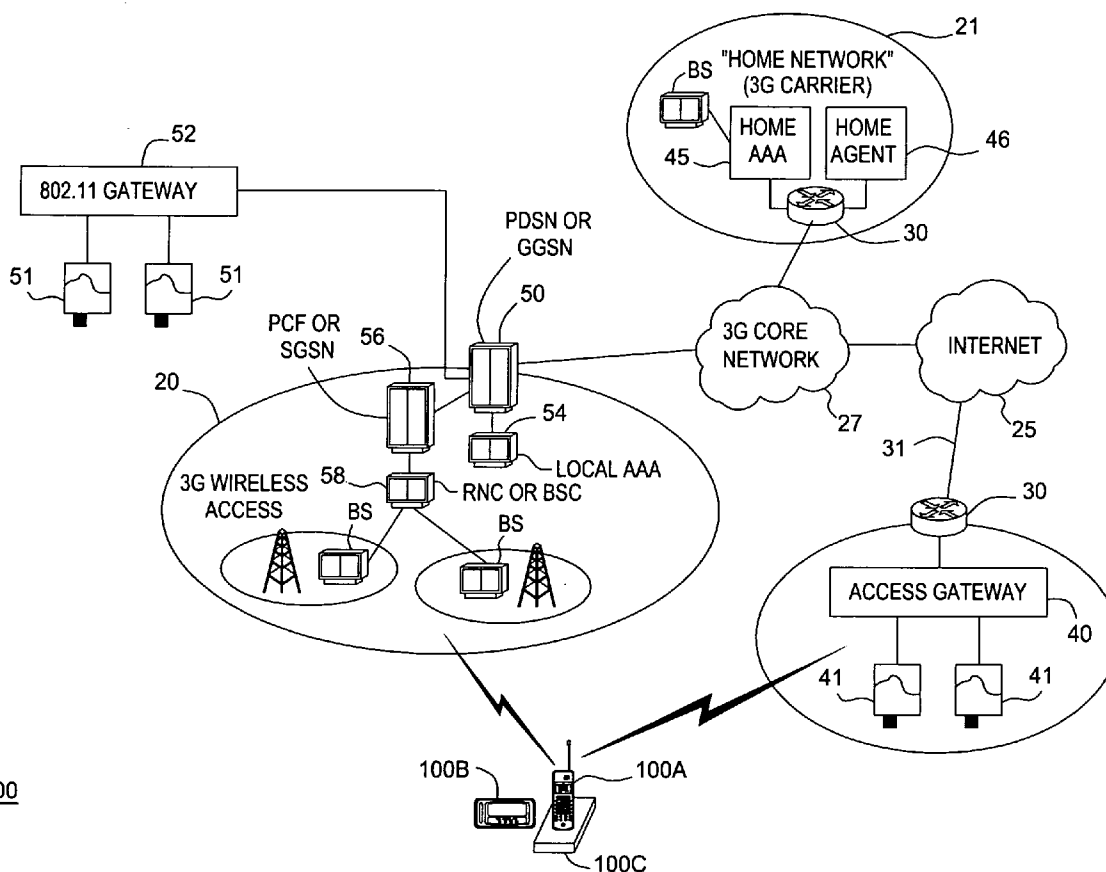 21
"HOME NETWORK"
(3G CARRIER)
BS
HOME
AAA
HOME
AGENT
45
46
30
52
802.11 GATEWAY
51
51
PDSN OR
GGSN
50
PCF OR
SGSN
56
20
54
LOCAL AAA
3G WIRELESS
ACCESS
58
RNC OR BSC
BS
BS
3G CORE
NETWORK
27
INTERNET
25
31
30
ACCESS GATEWAY
40
41
41
100B
100A
100C
00